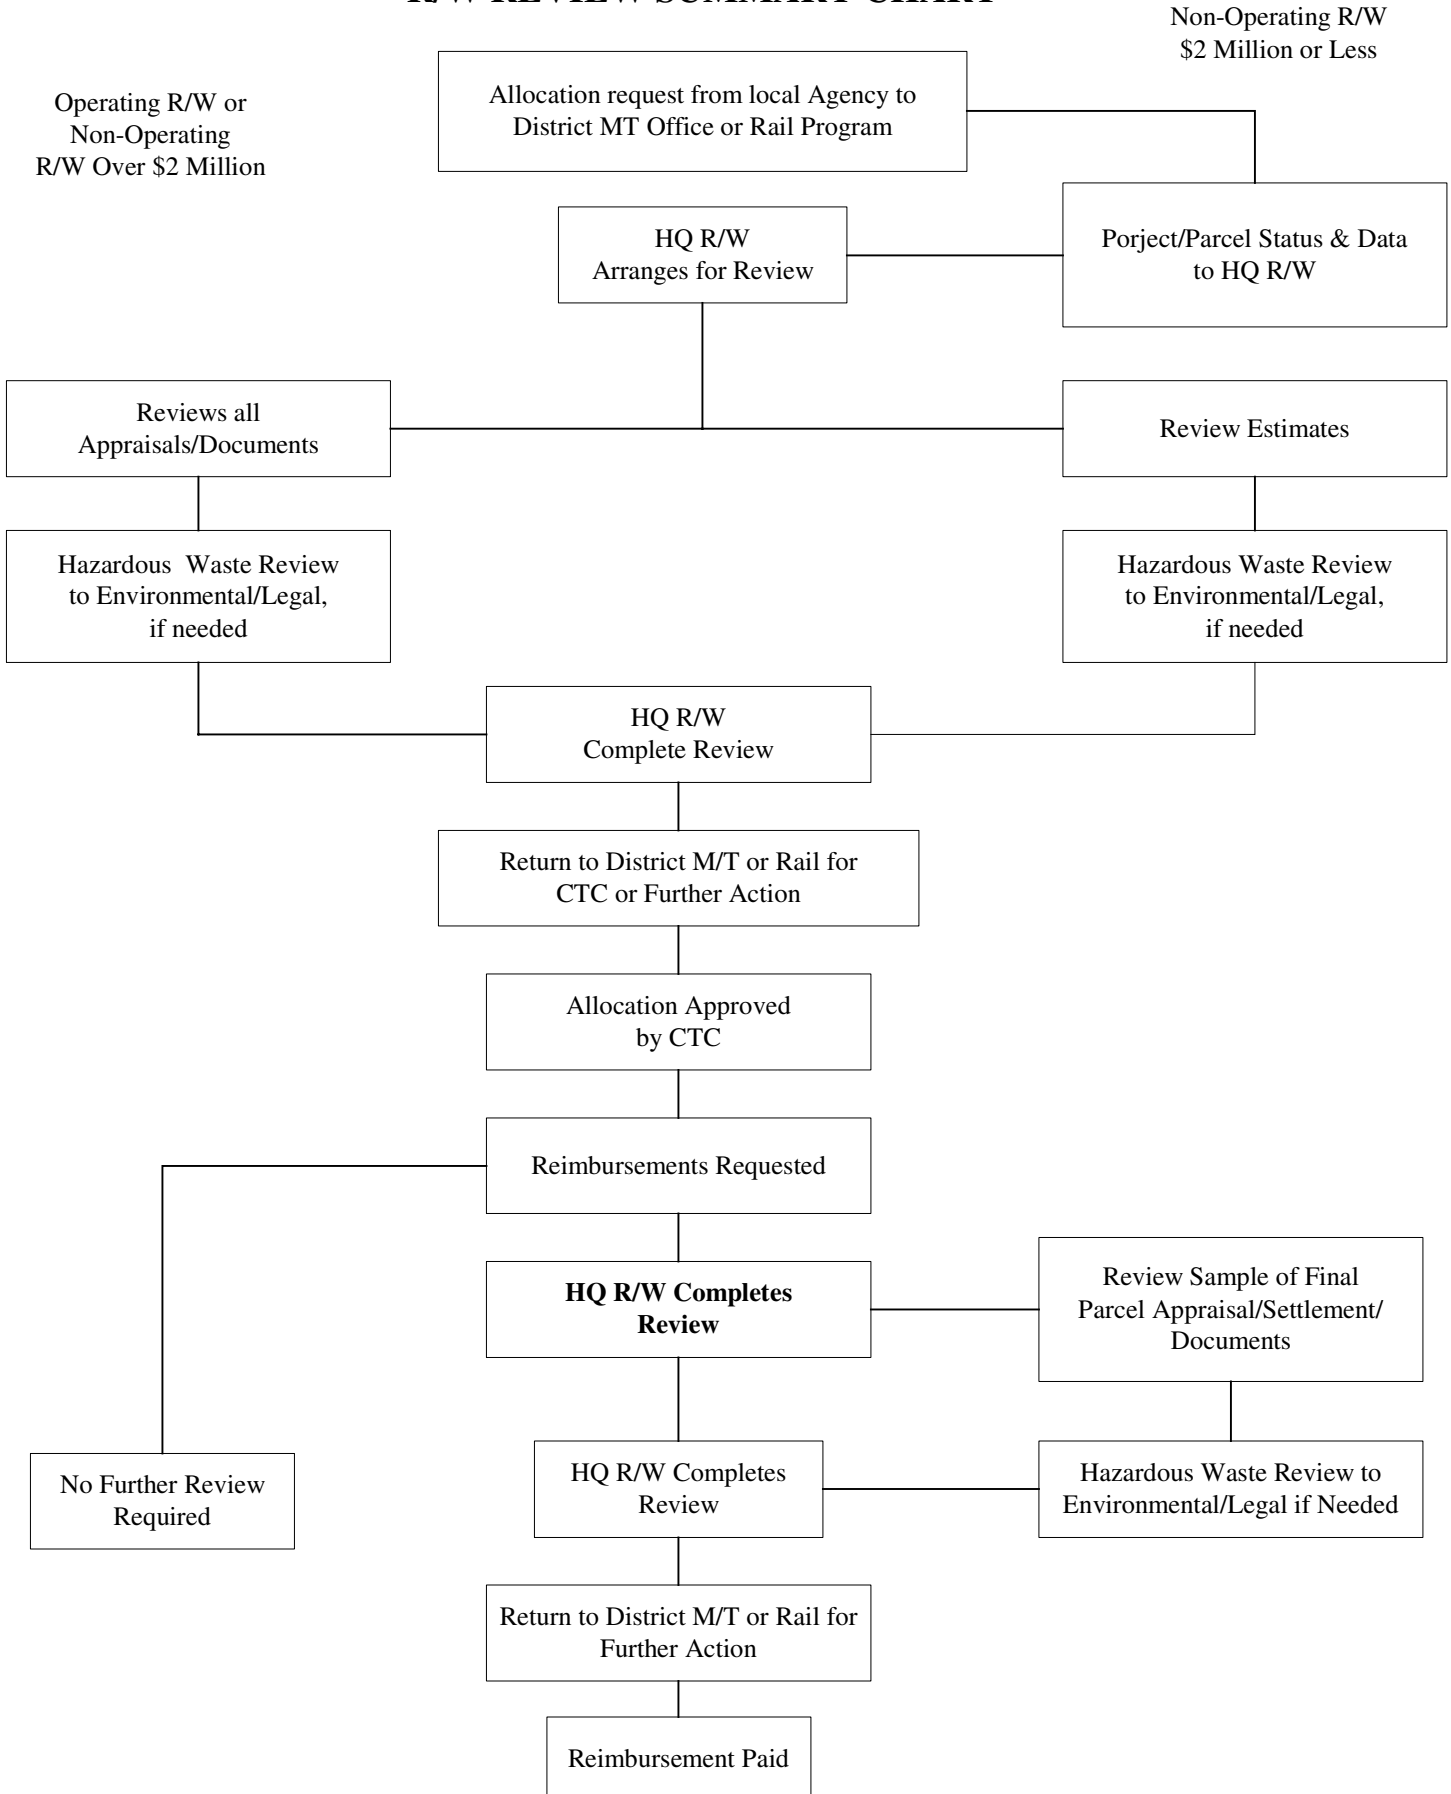 R/W REVIEW SUMMARY CHART
Non-Operating R/W
$2 Million or Less
Operating R/W or
Non-Operating
R/W Over $2 Million
Allocation request from local Agency to
District MT Office or Rail Program
HQ R/W
Arranges for Review
Porject/Parcel Status & Data
to HQ R/W
Reviews all
Appraisals/Documents
Review Estimates
Hazardous  Waste Review
to Environmental/Legal,
if needed
Hazardous Waste Review
to Environmental/Legal,
if needed
HQ R/W
Complete Review
Return to District M/T or Rail for
CTC or Further Action
Allocation Approved
by CTC
Reimbursements Requested
HQ R/W Completes
Review
Review Sample of Final
Parcel Appraisal/Settlement/
Documents
No Further Review
Required
HQ R/W Completes
Review
Hazardous Waste Review to
Environmental/Legal if Needed
Return to District M/T or Rail for
Further Action
Reimbursement Paid